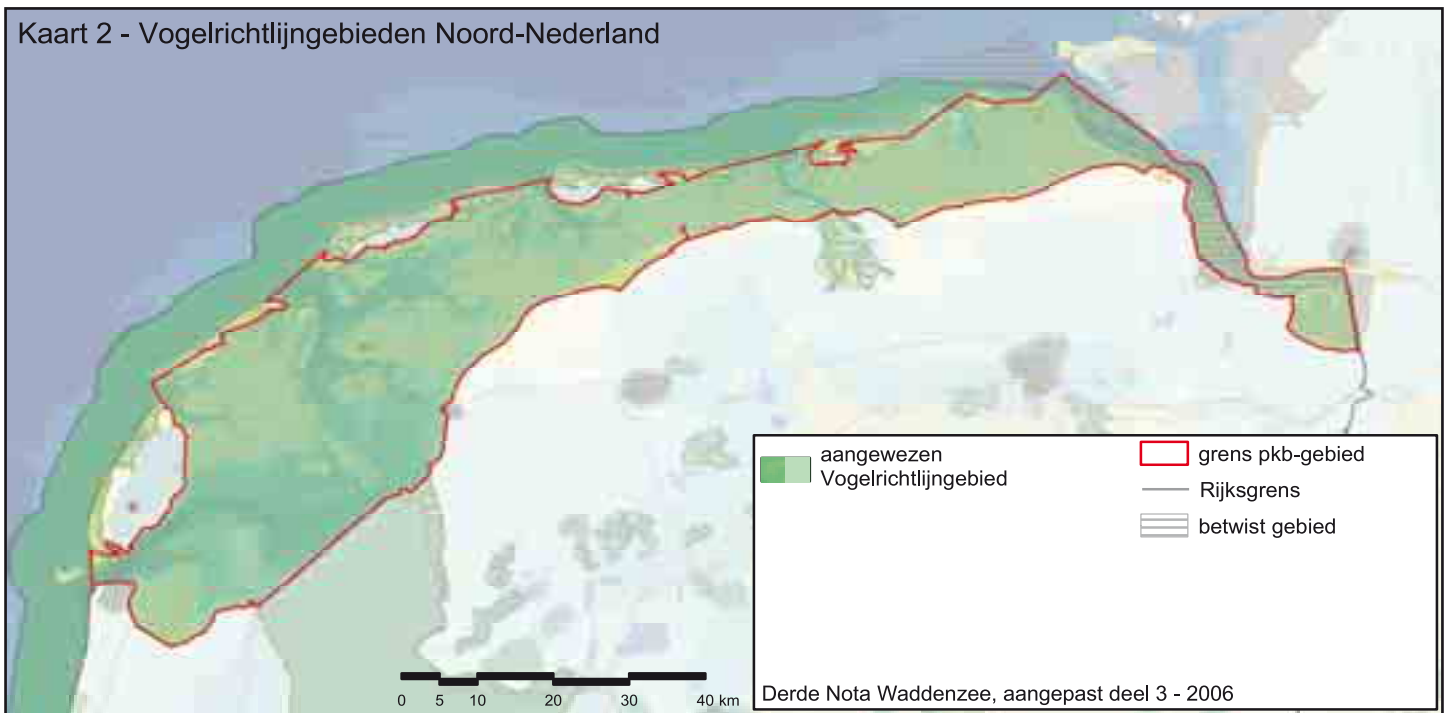 Kaart 2 - Vogelrichtlijngebieden Noord-Nederland
aangewezen
Vogelrichtlijngebied
grens pkb-gebied
Rijksgrens
betwist gebied
0 5 10 20 30 40 km
Derde Nota Waddenzee, aangepast deel 3 - 2006